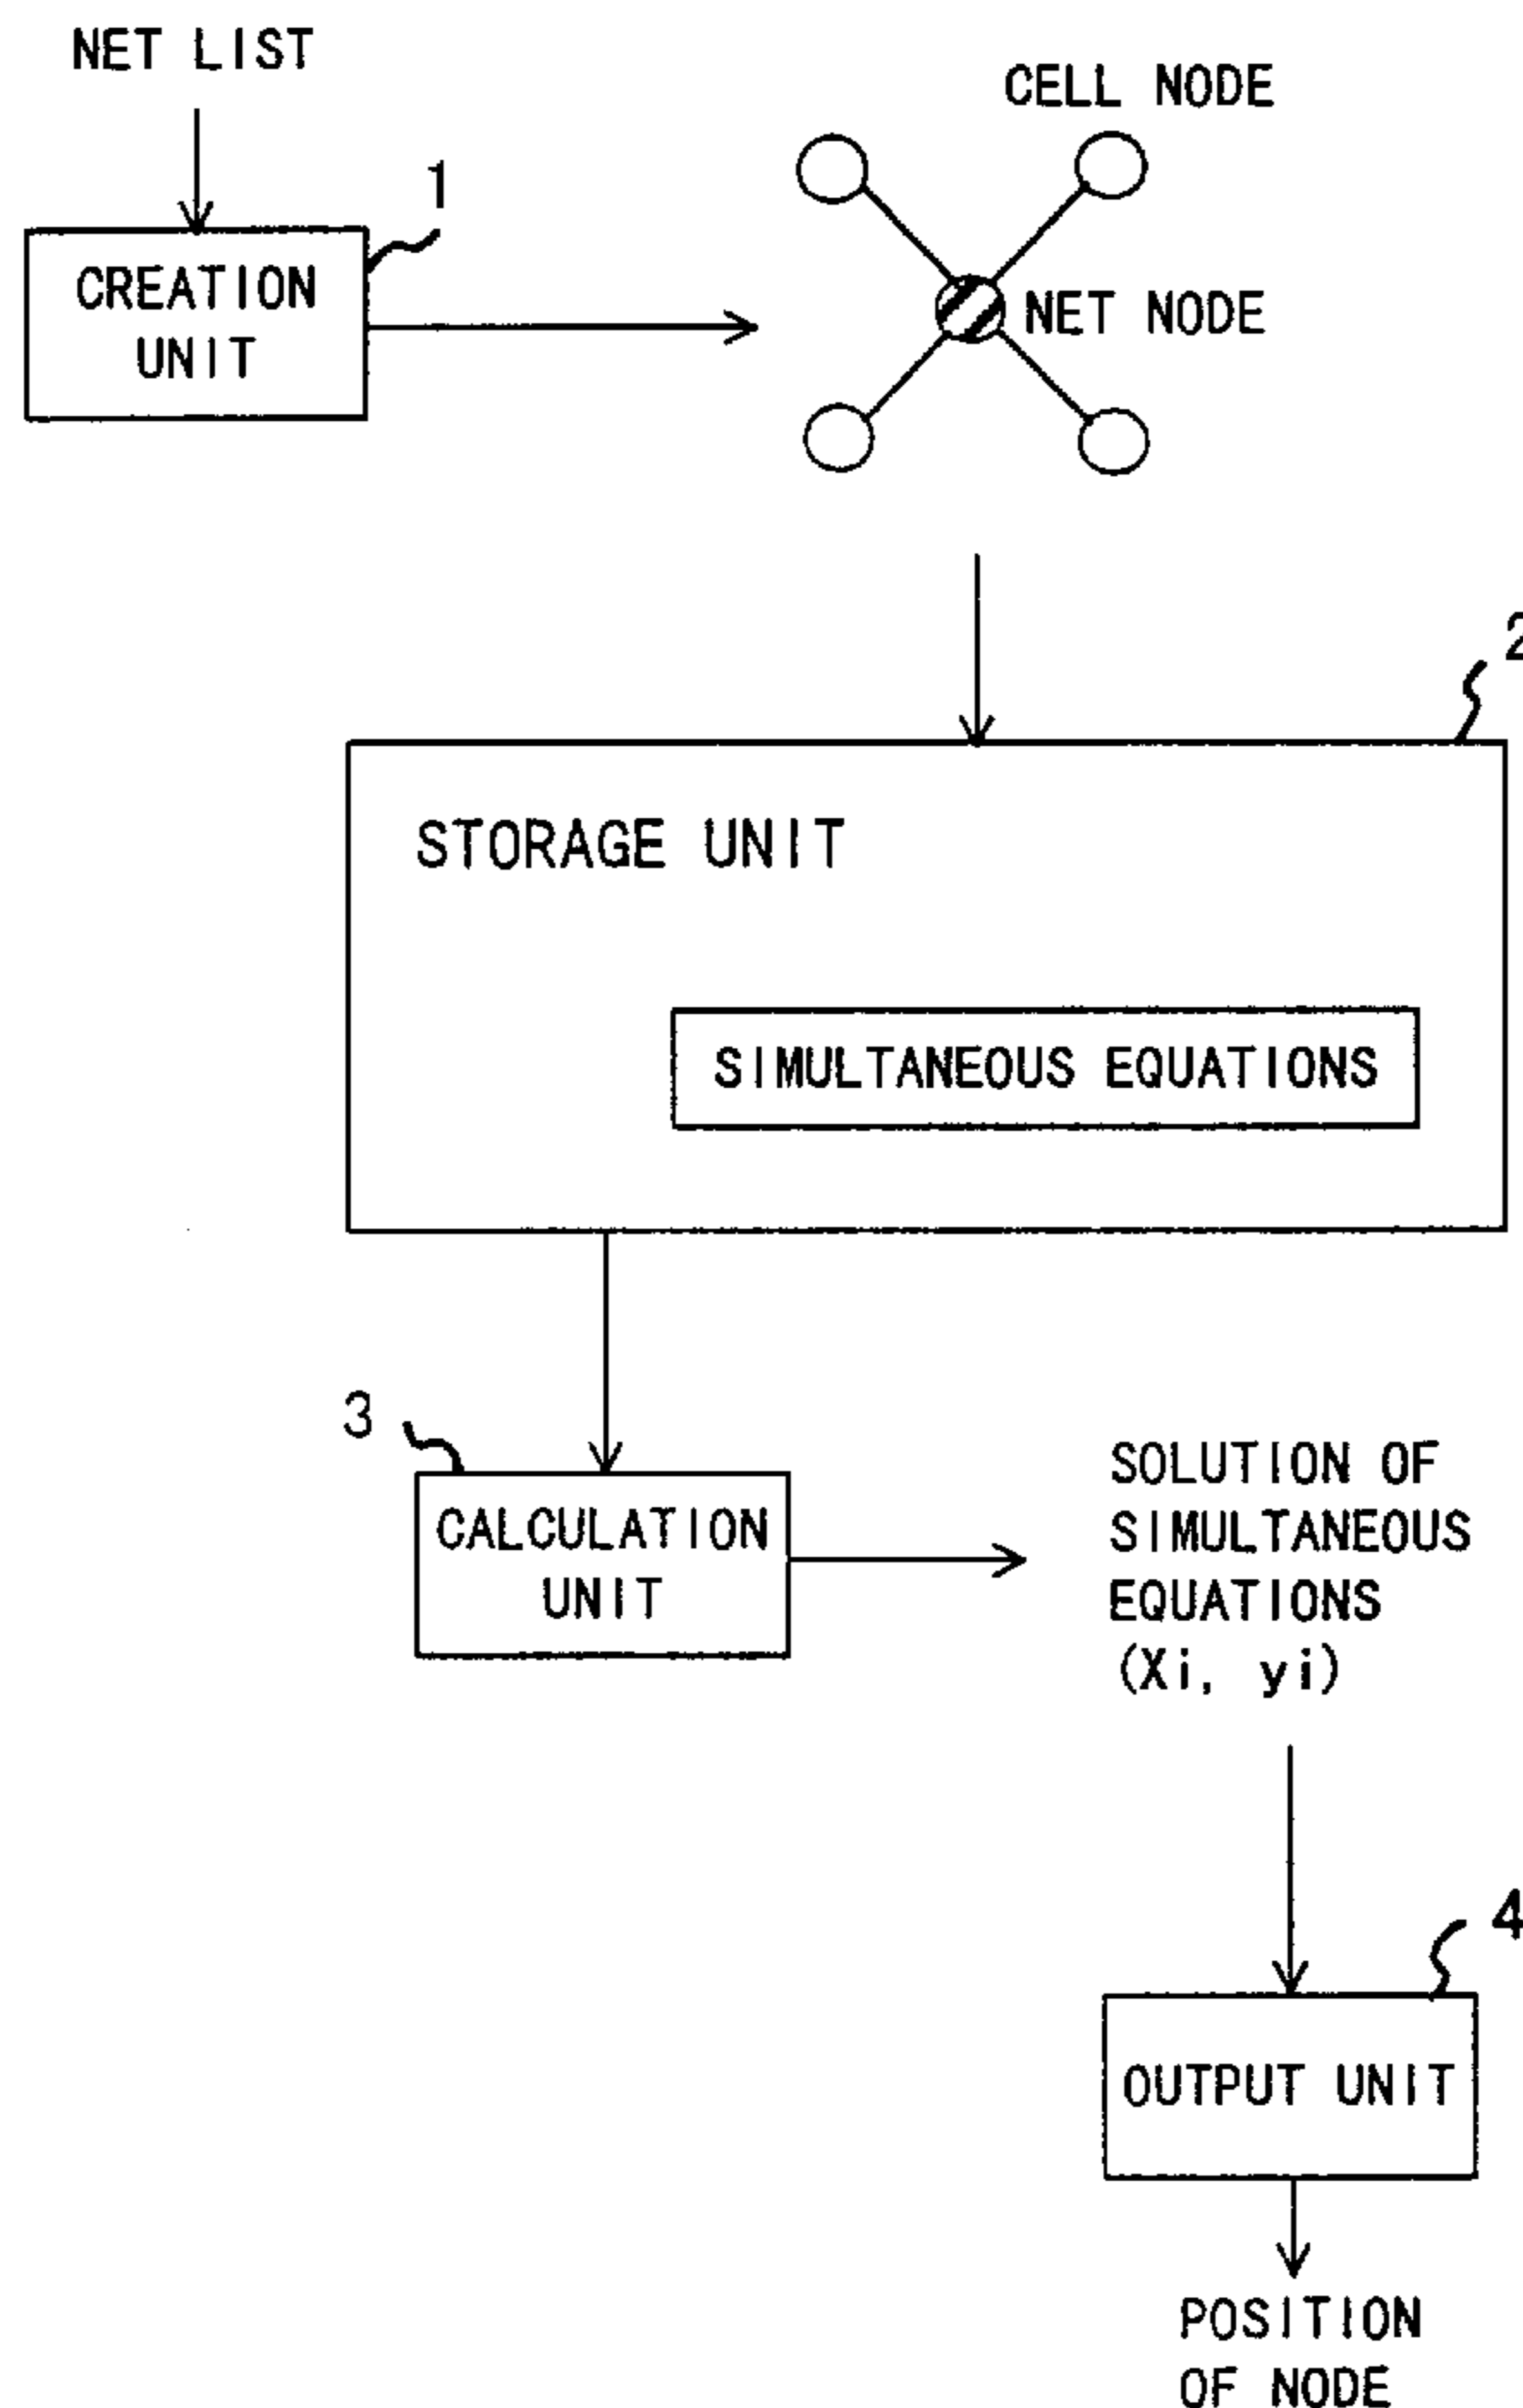 NET LIST
CELL NODE
1
CREATION
UNIT
NET NODE
2
STORAGE UNIT
SIMULTANEOUS EQUATIONS
3
CALCULATION
UNIT
SOLUTION OF
SIMULTANEOUS
EQUATIONS
(Xi, yi)
4
OUTPUT UNIT
POSITION
OF NODE